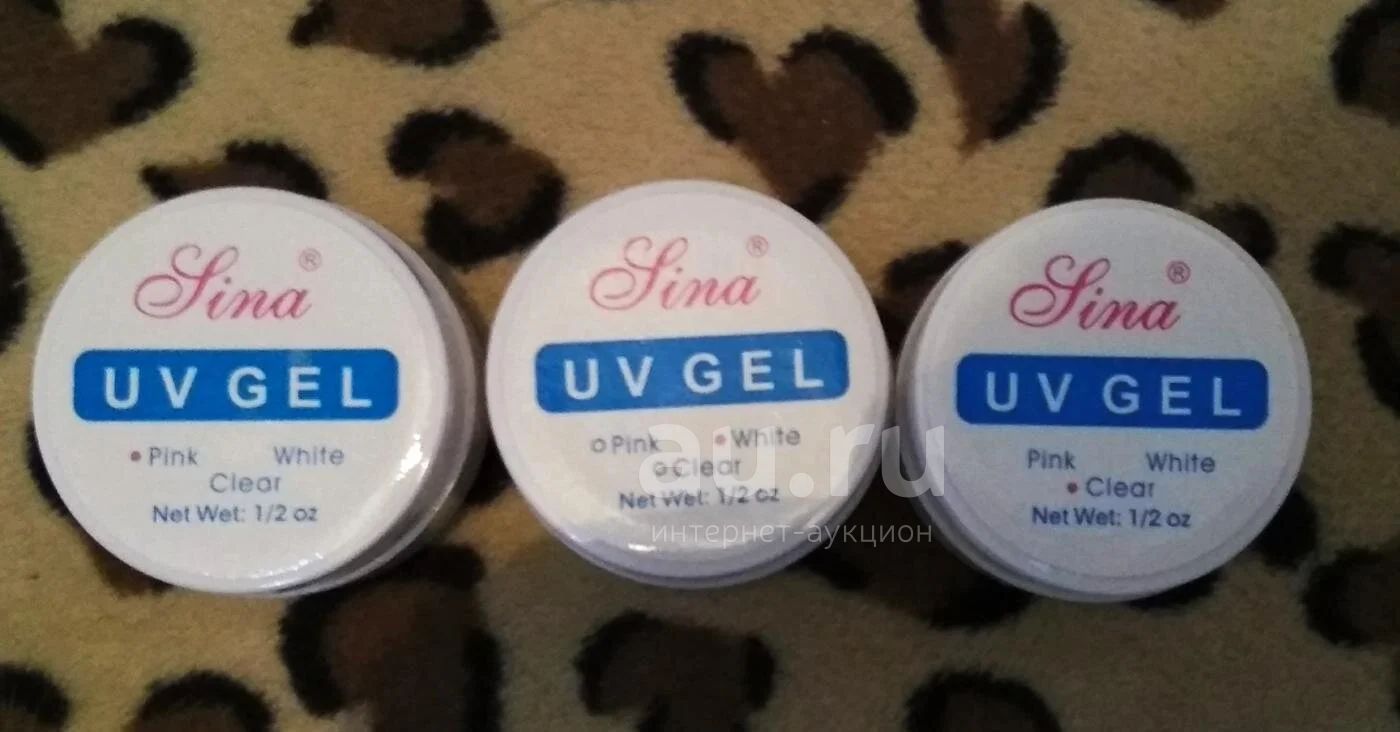 Sina ®
UV GEL
• Pink White
Clear
Net Wet: 1/2 oz
Sina ®
UV GEL
○ Pink • White
○ Clear
Net Wet: 1/2 oz
Sina ®
UV GEL
Pink White
• Clear
Net Wet: 1/2 oz
au.ru
интернет-аукцион